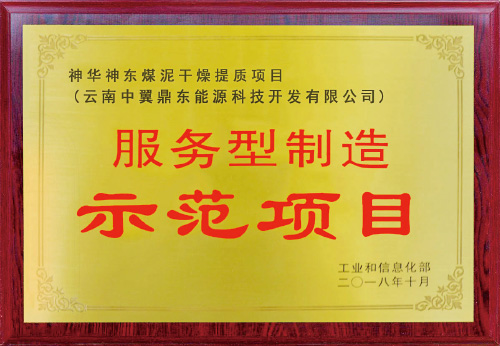 神华神东煤泥干燥提质项目
（云南中翼鼎东能源科技开发有限公司）
服务型制造
示范项目
工业和信息化部
二〇一八年十月